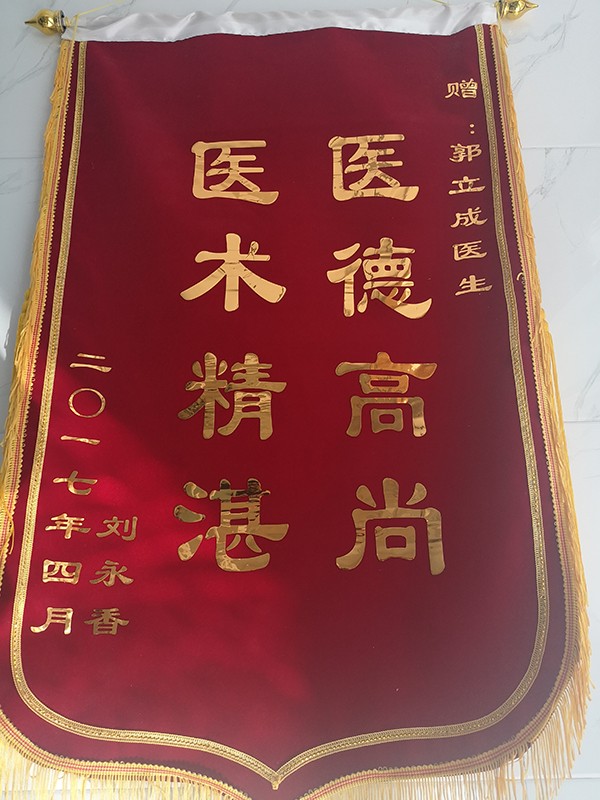 赠：郭立成医生
医德高尚
医术精湛
刘永香
二〇一七年四月